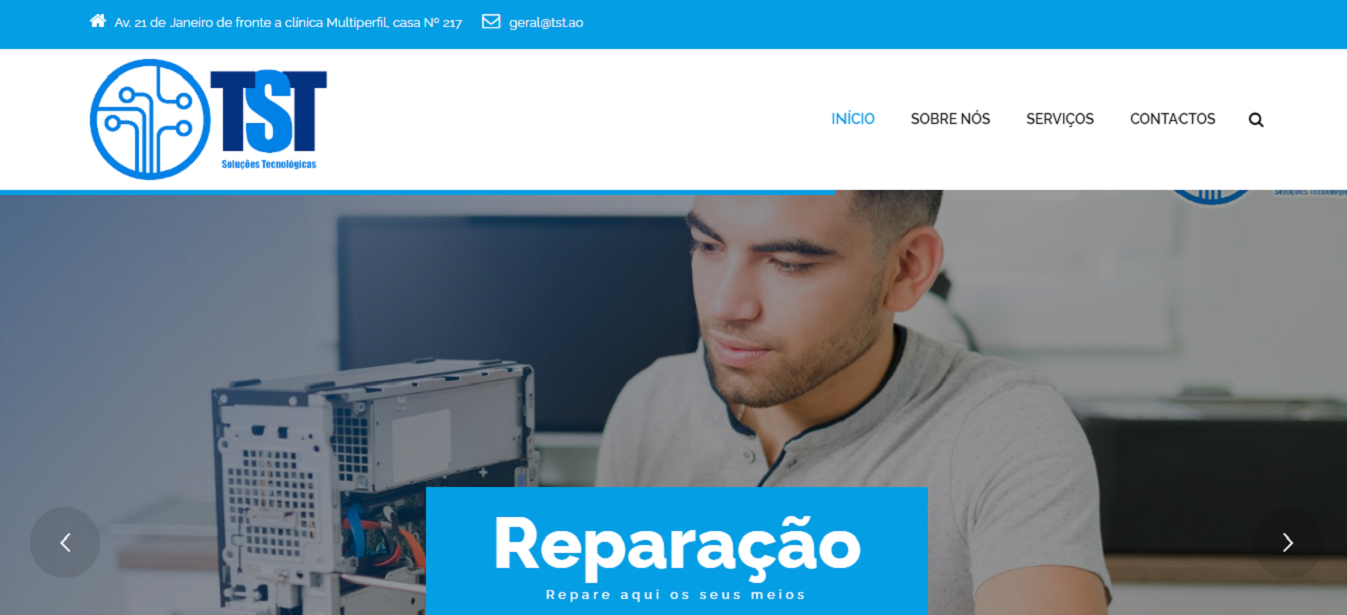 Av. 21 de Janeiro de fronte a clínica Multiperfil, casa Nº 217 geral@tst.ao
TST
Soluções Tecnológicas
INÍCIO SOBRE NÓS SERVIÇOS CONTACTOS
Reparação
Repare aqui os seus meios